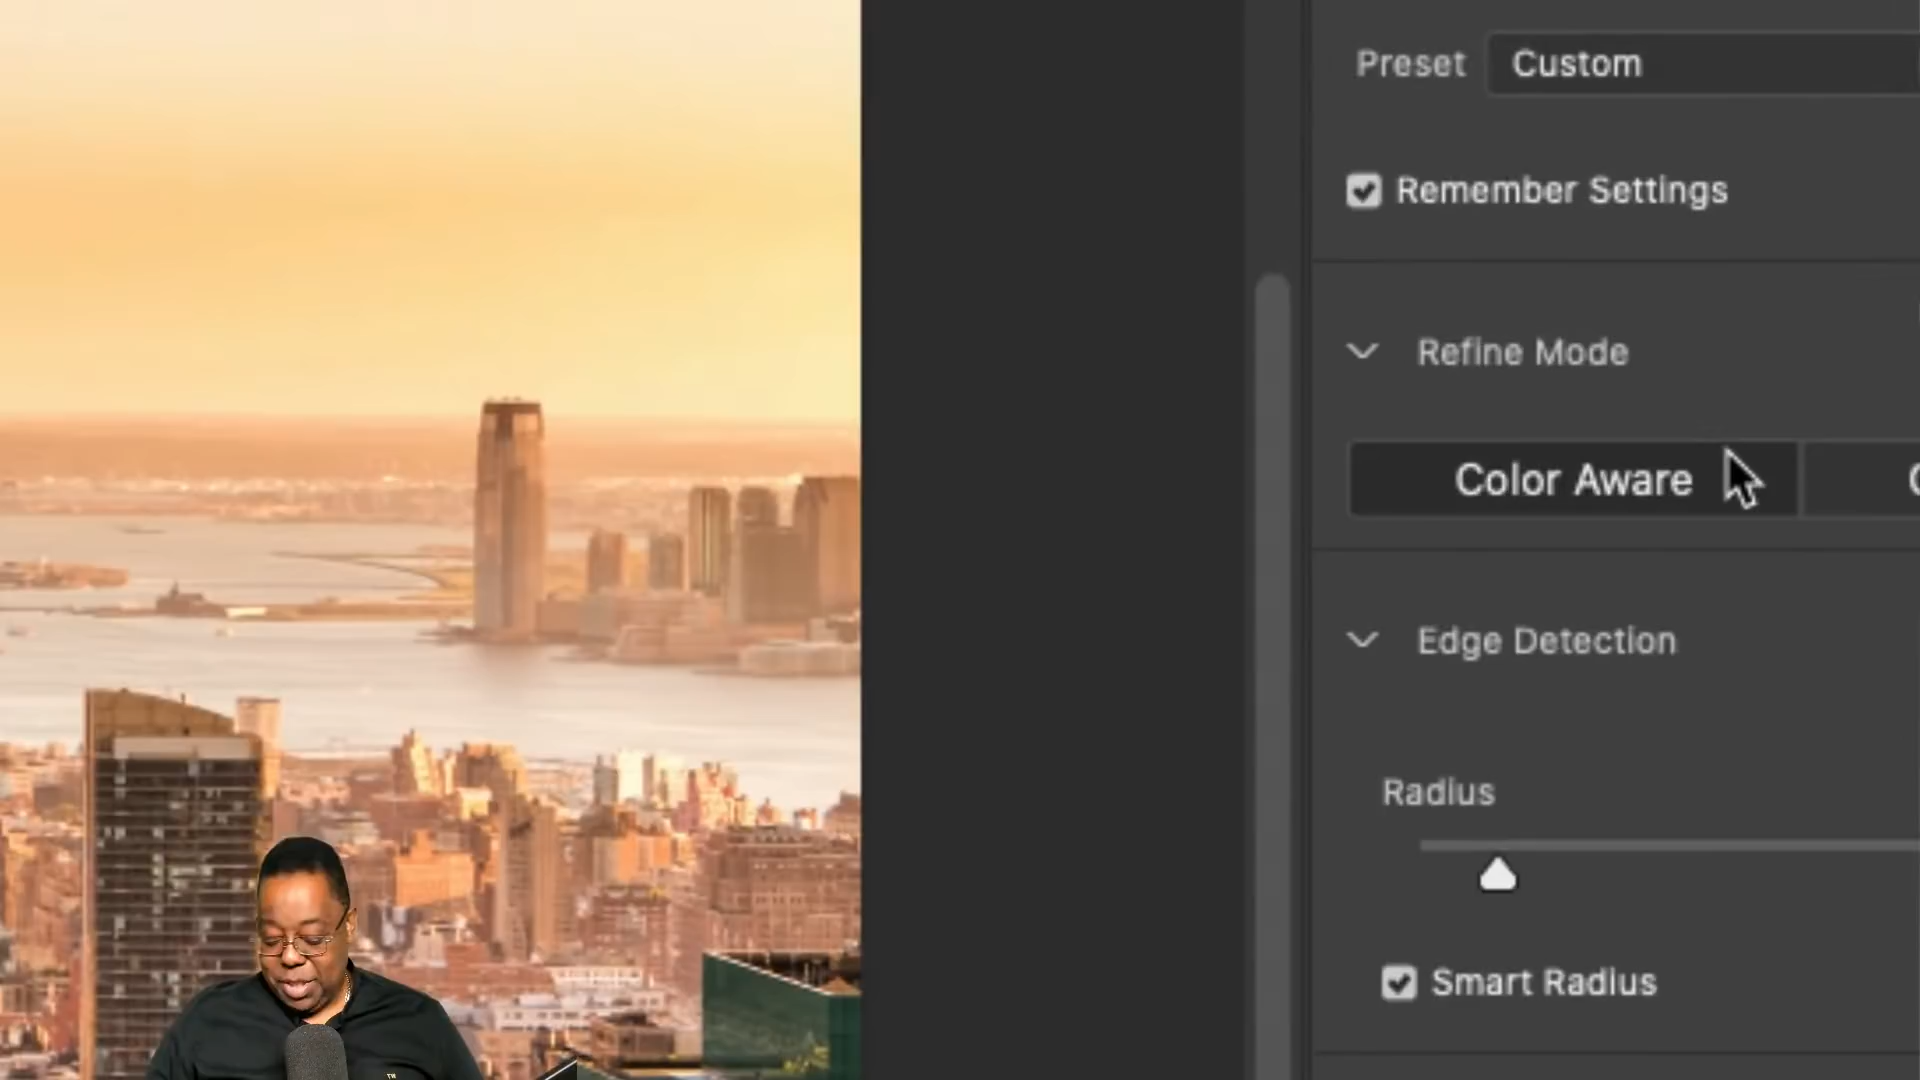 Preset Custom
Remember Settings
Refine Mode
Color Aware
Edge Detection
Radius
Smart Radius